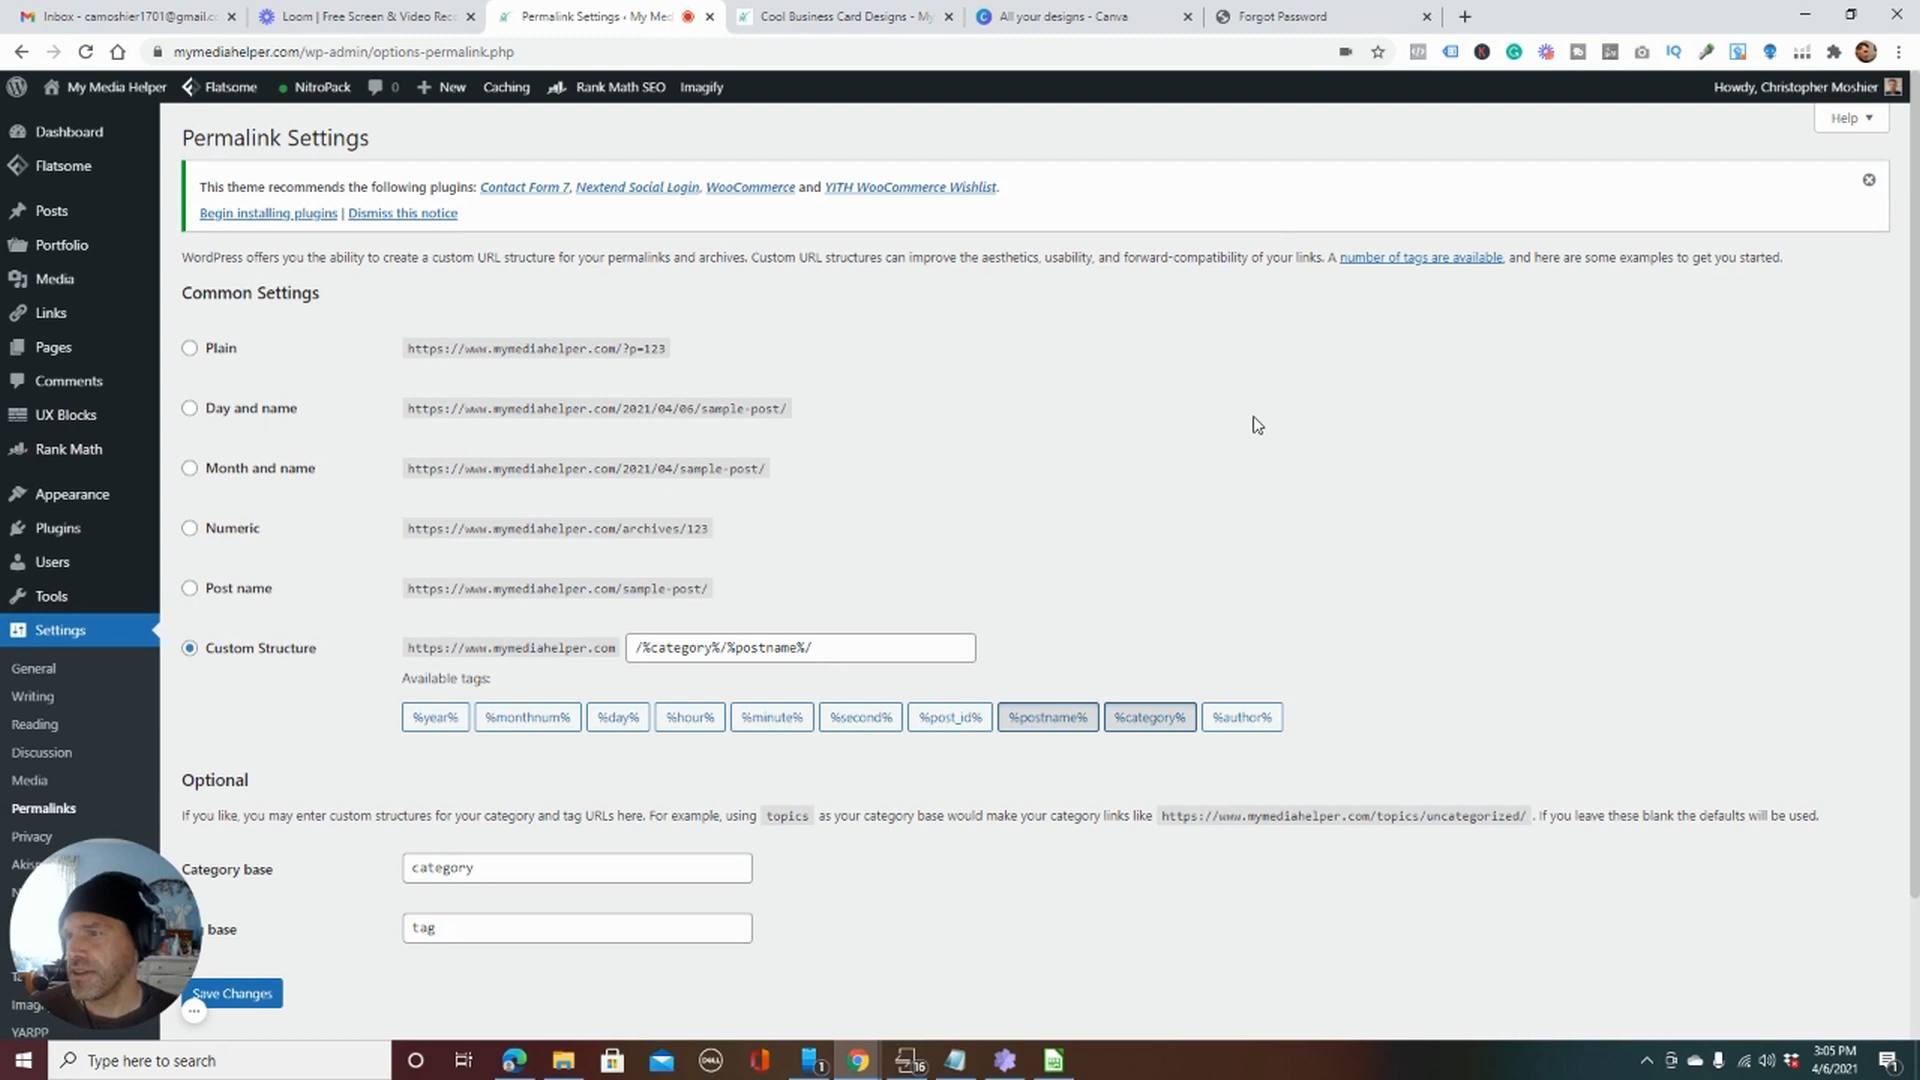 Inbox - camoshier1701@gmail.c
Loom | Free Screen & Video Rec
Permalink Settings ‹ My Med
Cool Business Card Designs - My
All your designs - Canva
Forgot Password
mymediahelper.com/wp-admin/options-permalink.php
My Media Helper
Flatsome
NitroPack
0
New
Caching
Rank Math SEO
Imagify
Howdy, Christopher Moshier
Help
Dashboard
Flatsome
Posts
Portfolio
Media
Links
Pages
Comments
UX Blocks
Rank Math
Appearance
Plugins
Users
Tools
Settings
General
Writing
Reading
Discussion
Media
Permalinks
Privacy
Akis
Imag
YARPP
Permalink Settings
This theme recommends the following plugins: Contact Form 7, Nextend Social Login, WooCommerce and YITH WooCommerce Wishlist.
Begin installing plugins | Dismiss this notice
WordPress offers you the ability to create a custom URL structure for your permalinks and archives. Custom URL structures can improve the aesthetics, usability, and forward-compatibility of your links. A number of tags are available, and here are some examples to get you started.
Common Settings
Plain https://www.mymediahelper.com/?p=123
Day and name https://www.mymediahelper.com/2021/04/06/sample-post/
Month and name https://www.mymediahelper.com/2021/04/sample-post/
Numeric https://www.mymediahelper.com/archives/123
Post name https://www.mymediahelper.com/sample-post/
Custom Structure https://www.mymediahelper.com /%category%/%postname%/
Available tags:
%year% %monthnum% %day% %hour% %minute% %second% %post_id% %postname% %category% %author%
Optional
If you like, you may enter custom structures for your category and tag URLs here. For example, using topics as your category base would make your category links like https://www.mymediahelper.com/topics/uncategorized/ . If you leave these blank the defaults will be used.
Category base category
base tag
Save Changes
Type here to search
DELL
1
16
3:05 PM
4/6/2021
1